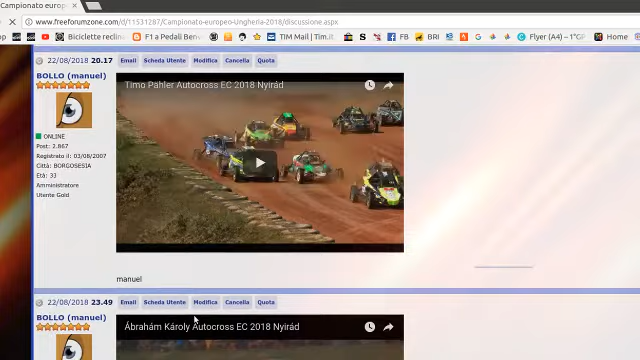 Campionato europ
www.freeforumzone.com/d/11531287/Campionato-europeo-Ungheria-2018/discussione.aspx
Biciclette reclin
F1 a Pedali Benv
TIM Mail | Tim.it
FB
BRI
Flyer (A4) – 1°GP
Home
22/08/2018 20.17 Email Scheda Utente Modifica Cancella Quota
BOLLO (manuel)
ONLINE
Post: 2.867
Registrato il: 03/08/2007
Città: BORGOSESIA
Età: 33
Amministratore
Utente Gold
Timo Pähler Autocross EC 2018 Nyirád
manuel
22/08/2018 23.49 Email Scheda Utente Modifica Cancella Quota
BOLLO (manuel)
Ábrahám Károly Autocross EC 2018 Nyirád